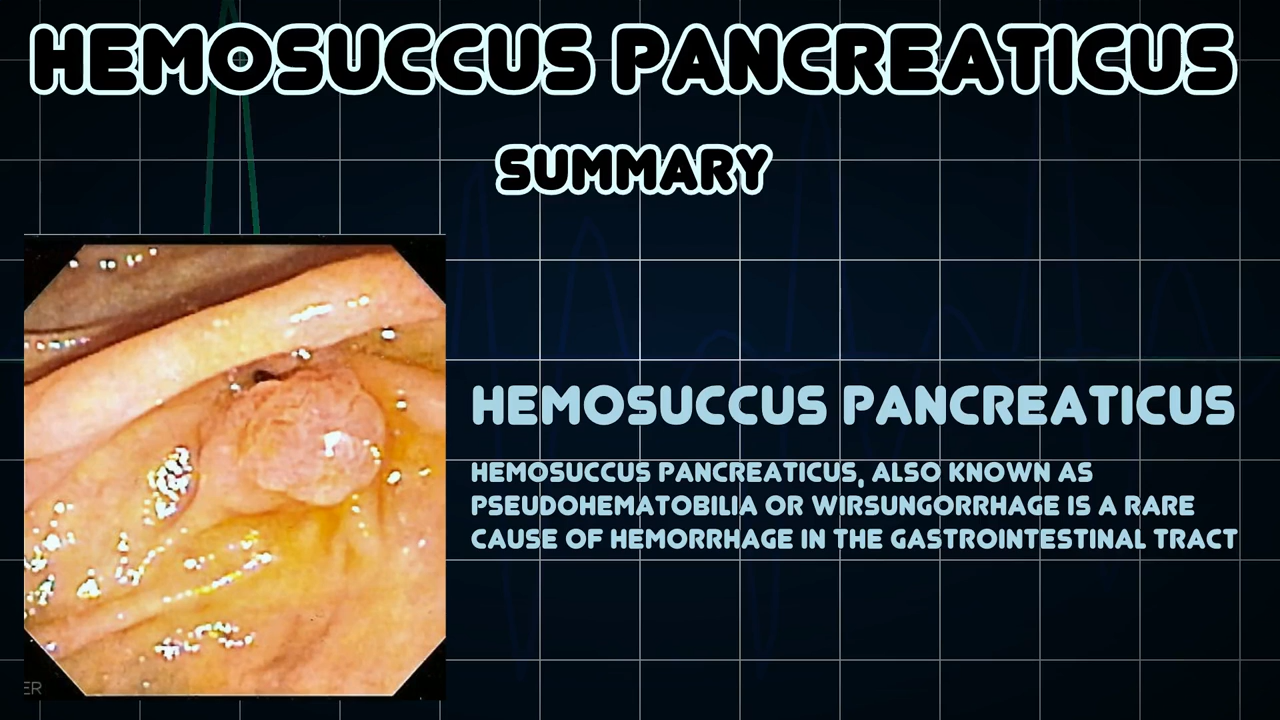 HEMOSUCCUS PANCREATICUS
SUMMARY
HEMOSUCCUS PANCREATICUS
HEMOSUCCUS PANCREATICUS, ALSO KNOWN AS
PSEUDOHEMATOBILIA OR WIRSUNGORRHAGE IS A RARE
CAUSE OF HEMORRHAGE IN THE GASTROINTESTINAL TRACT
ER